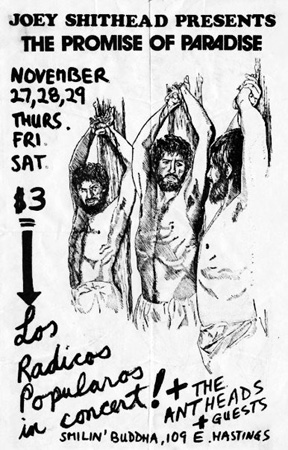 JOEY SHITHEAD PRESENTS
THE PROMISE OF PARADISE
NOVEMBER
27,28,29
THURS.
FRI.
SAT.
$3
Los
Radicos
Popularos
in concert! + THE
ANTHEADS
+ GUESTS
SMILIN' BUDDHA, 109 E. HASTINGS